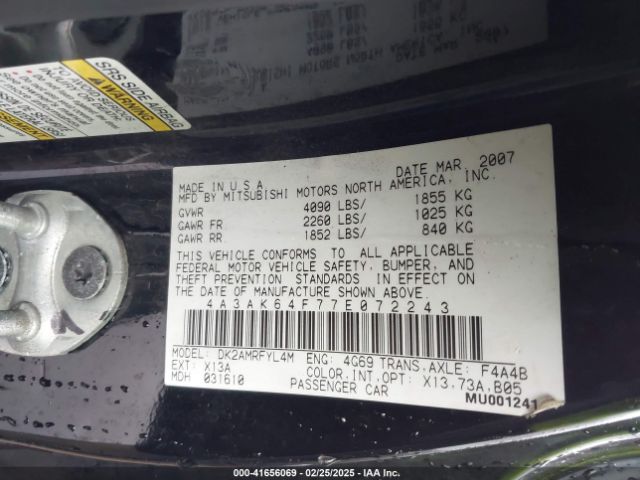 SRS SIDE AIRBAG
WARNING
MADE IN U.S.A. DATE MAR. 2007
MFD BY MITSUBISHI MOTORS NORTH AMERICA, INC.
GVWR 4090 LBS/ 1855 KG
GAWR FR. 2260 LBS/ 1025 KG
GAWR RR. 1852 LBS/ 840 KG
THIS VEHICLE CONFORMS TO ALL APPLICABLE
FEDERAL MOTOR VEHICLE SAFETY, BUMPER, AND
THEFT PREVENTION STANDARDS IN EFFECT ON
THE DATE OF MANUFACTURE SHOWN ABOVE.
4A3AK64F77E072243
MODEL: DK2AMRFYL4M ENG: 4G69 TRANS.AXLE: F4A4B
EXT: X13A COLOR.INT.OPT: X13.73A.B05
MDH 031610 PASSENGER CAR
MU001241
000-41656069 - 02/25/2025 - IAA Inc.